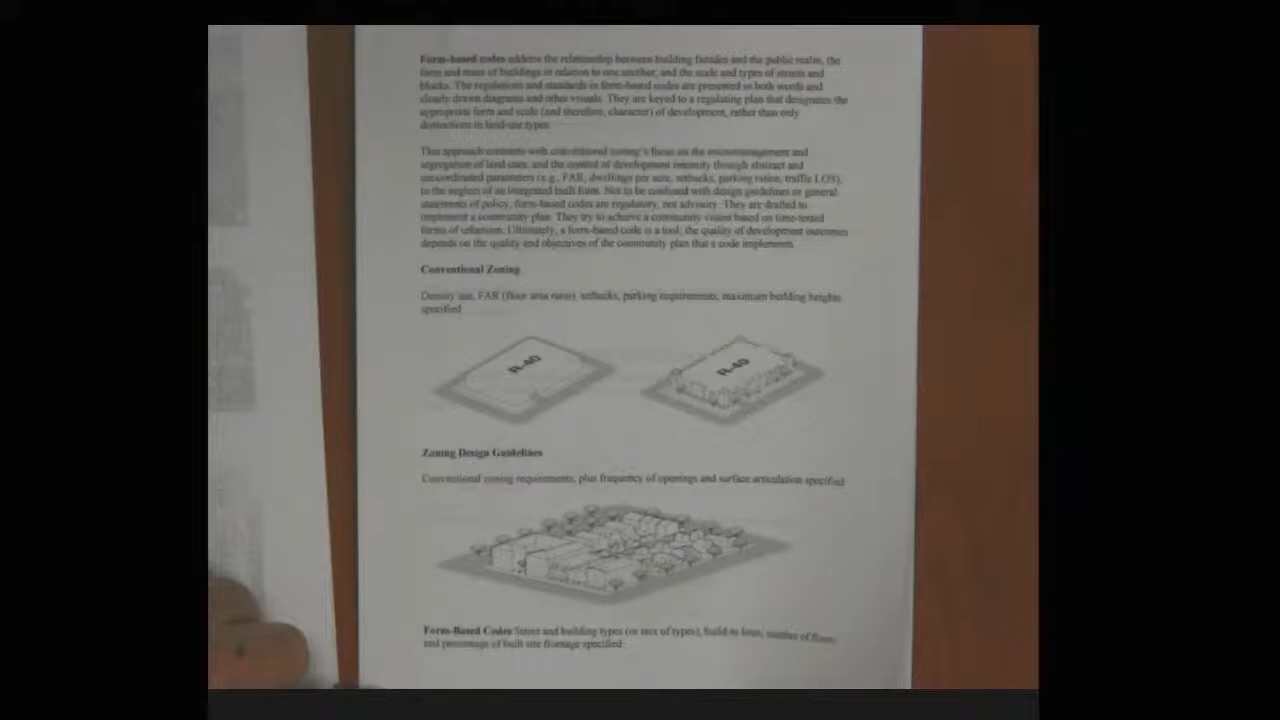 Form-based codes address the relationship between building facades and the public realm, the
form and mass of buildings in relation to one another, and the scale and types of streets and
blocks. The regulations and standards in form-based codes are presented in both words and
clearly drawn diagrams and other visuals. They are keyed to a regulating plan that designates the
appropriate form and scale (and therefore, character) of development, rather than only
distinctions in land-use types.
This approach contrasts with conventional zoning's focus on the micromanagement and
segregation of land uses, and the control of development intensity through abstract and
uncoordinated parameters (e.g., FAR, dwellings per acre, setbacks, parking ratios, traffic LOS),
to the neglect of an integrated built form. Not to be confused with design guidelines or general
statements of policy, form-based codes are regulatory, not advisory. They are drafted to
implement a community plan. They try to achieve a community vision based on time-tested
forms of urbanism. Ultimately, a form-based code is a tool; the quality of development outcomes
depends on the quality and objectives of the community plan that a code implements.
Conventional Zoning
Density use, FAR (floor area ratio), setbacks, parking requirements, maximum building heights
specified
R-40
R-40
Zoning Design Guidelines
Conventional zoning requirements, plus frequency of openings and surface articulation specified
Form-Based Codes Street and building types (or mix of types), build-to lines, number of floors
and percentage of built site frontage specified.